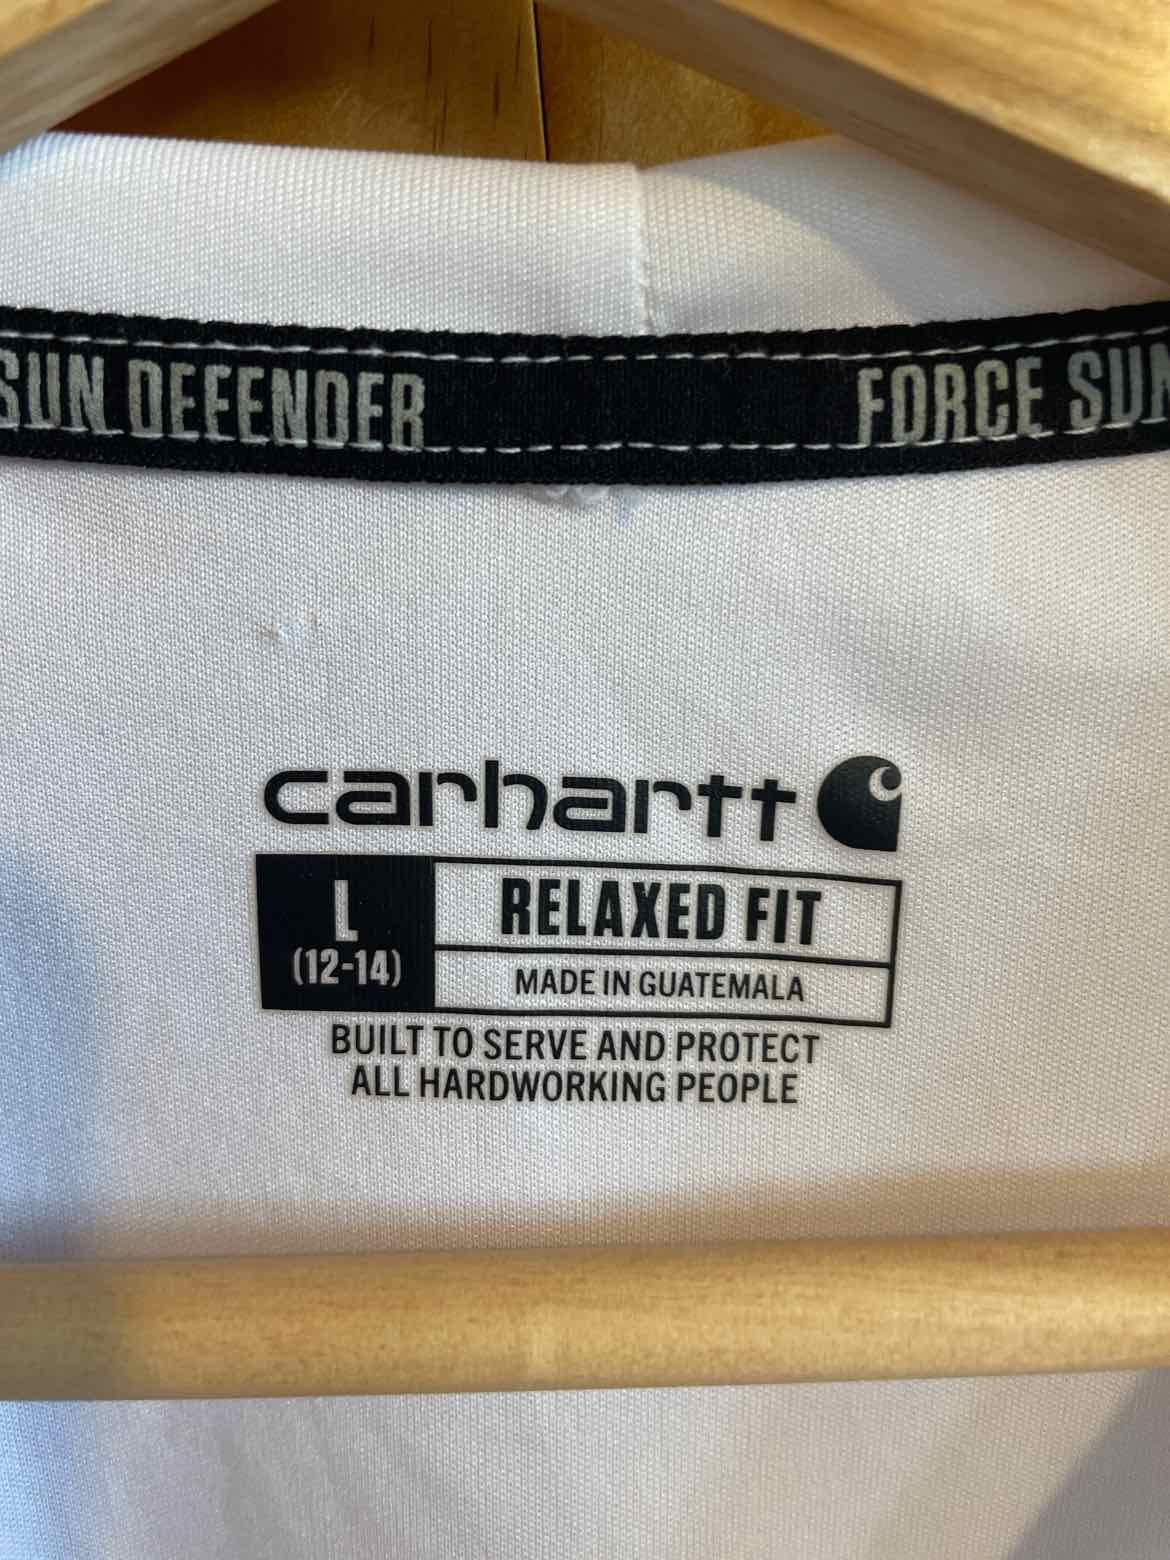 SUN DEFENDER FORCE SUN
carhartt
L
(12-14)
RELAXED FIT
MADE IN GUATEMALA
BUILT TO SERVE AND PROTECT
ALL HARDWORKING PEOPLE